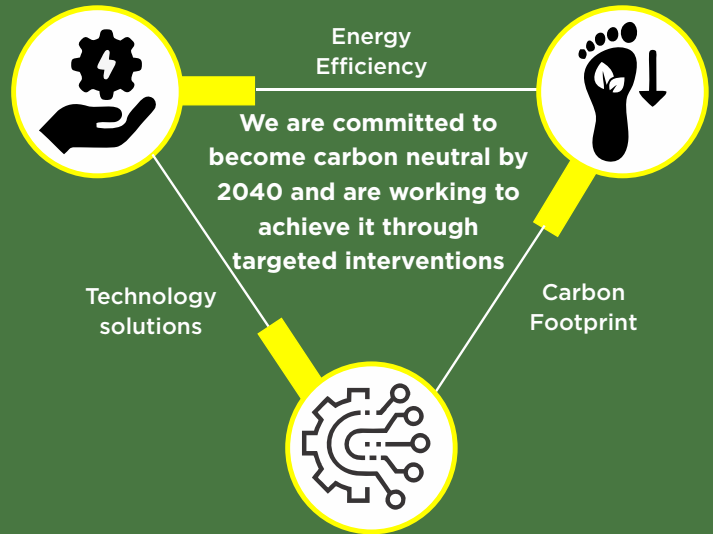 Energy
Efficiency
We are committed to
become carbon neutral by
2040 and are working to
achieve it through
targeted interventions
Technology
solutions
Carbon
Footprint